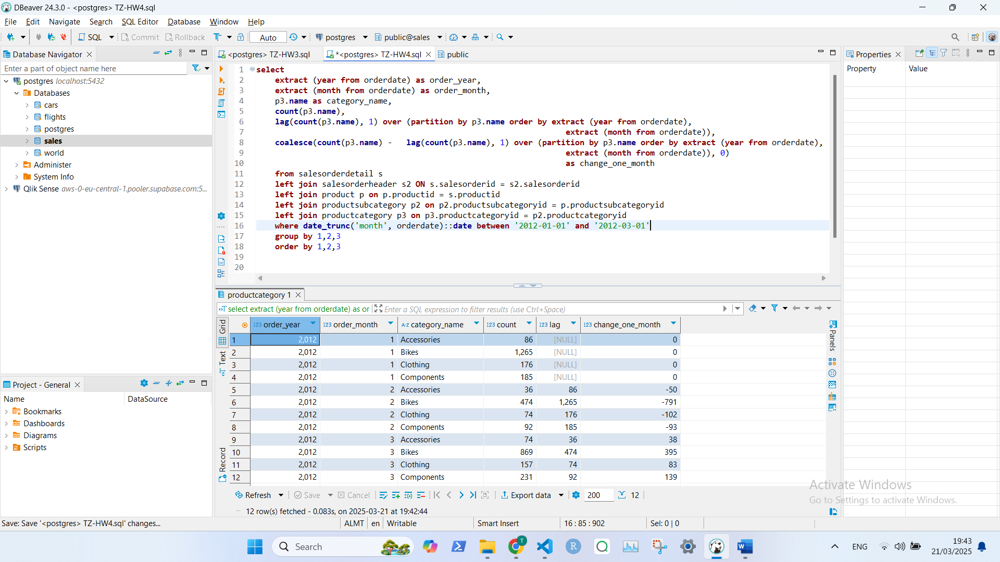 DBeaver 24.3.0 - <postgres> TZ-HW4.sql
File Edit Navigate Search SQL Editor Database Window Help
SQL Commit Rollback Auto postgres public@sales
Database Navigator
Enter a part of object name here
postgres localhost:5432
Databases
cars
flights
postgres
sales
world
Administer
System Info
Qlik Sense aws-0-eu-central-1.pooler.supabase.com:5...
Project - General
Name DataSource
Bookmarks
Dashboards
Diagrams
Scripts
<postgres> TZ-HW3.sql *<postgres> TZ-HW4.sql public
1 select
2 extract (year from orderdate) as order_year,
3 extract (month from orderdate) as order_month,
4 p3.name as category_name,
5 count(p3.name),
6 lag(count(p3.name), 1) over (partition by p3.name order by extract (year from orderdate),
7 extract (month from orderdate)),
8 coalesce(count(p3.name) - lag(count(p3.name), 1) over (partition by p3.name order by extract (year from orderdate),
9 extract (month from orderdate)), 0)
10 as change_one_month
11 from salesorderdetail s
12 left join salesorderheader s2 ON s.salesorderid = s2.salesorderid
13 left join product p on p.productid = s.productid
14 left join productsubcategory p2 on p2.productsubcategoryid = p.productsubcategoryid
15 left join productcategory p3 on p3.productcategoryid = p2.productcategoryid
16 where date_trunc('month', orderdate)::date between '2012-01-01' and '2012-03-01'
17 group by 1,2,3
18 order by 1,2,3
19
20
productcategory 1
select extract (year from orderdate) as or Enter a SQL expression to filter results (use Ctrl+Space)
Grid
Text
Record
123 order_year 123 order_month A-Z category_name 123 count 123 lag 123 change_one_month
1 2,012 1 Accessories 86 [NULL] 0
2 2,012 1 Bikes 1,265 [NULL] 0
3 2,012 1 Clothing 176 [NULL] 0
4 2,012 1 Components 185 [NULL] 0
5 2,012 2 Accessories 36 86 -50
6 2,012 2 Bikes 474 1,265 -791
7 2,012 2 Clothing 74 176 -102
8 2,012 2 Components 92 185 -93
9 2,012 3 Accessories 74 36 38
10 2,012 3 Bikes 869 474 395
11 2,012 3 Clothing 157 74 83
12 2,012 3 Components 231 92 139
Panels
Refresh Save Cancel Export data 200 12
12 row(s) fetched - 0.083s, on 2025-03-21 at 19:42:44
Properties
Property Value
Activate Windows
Go to Settings to activate Windows.
Save: Save '<postgres> TZ-HW4.sql' changes... ALMT en Writable Smart Insert 16 : 85 : 902 Sel: 0 | 0
Search
ENG
19:43
21/03/2025